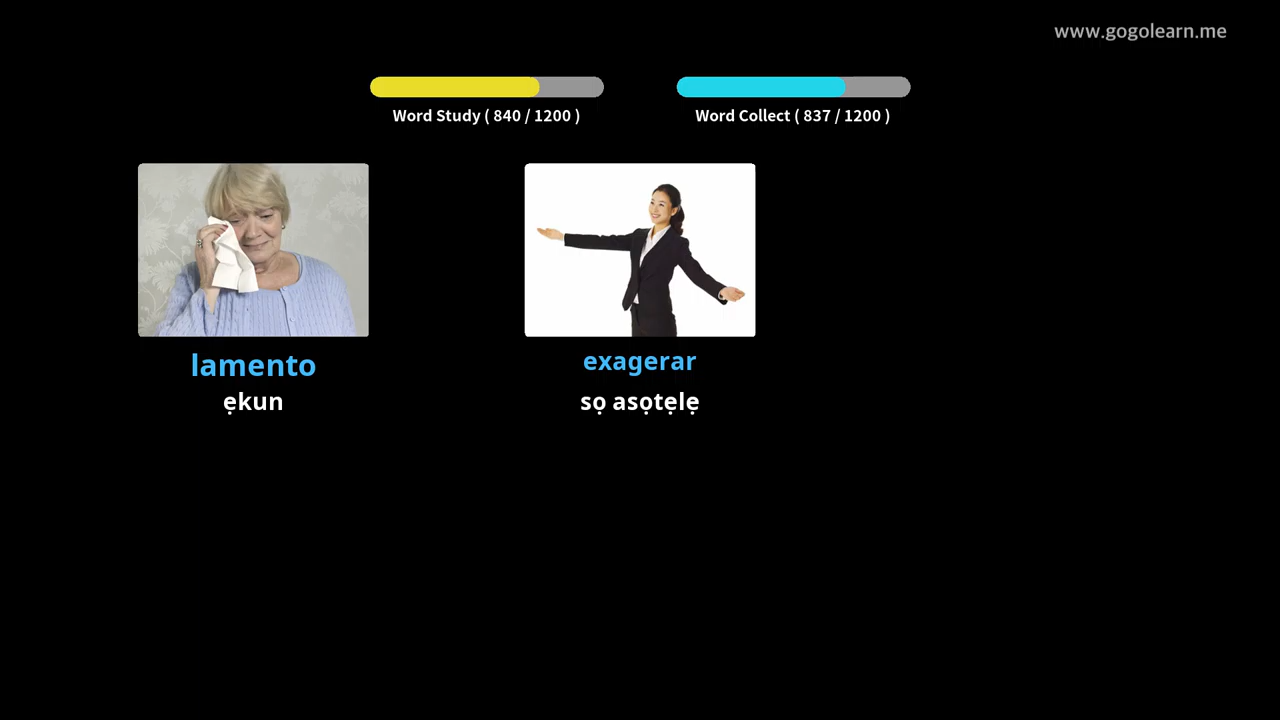 www.gogolearn.me
Word Study ( 840 / 1200 )
Word Collect ( 837 / 1200 )
lamento
ẹkun
exagerar
sọ asọtẹlẹ